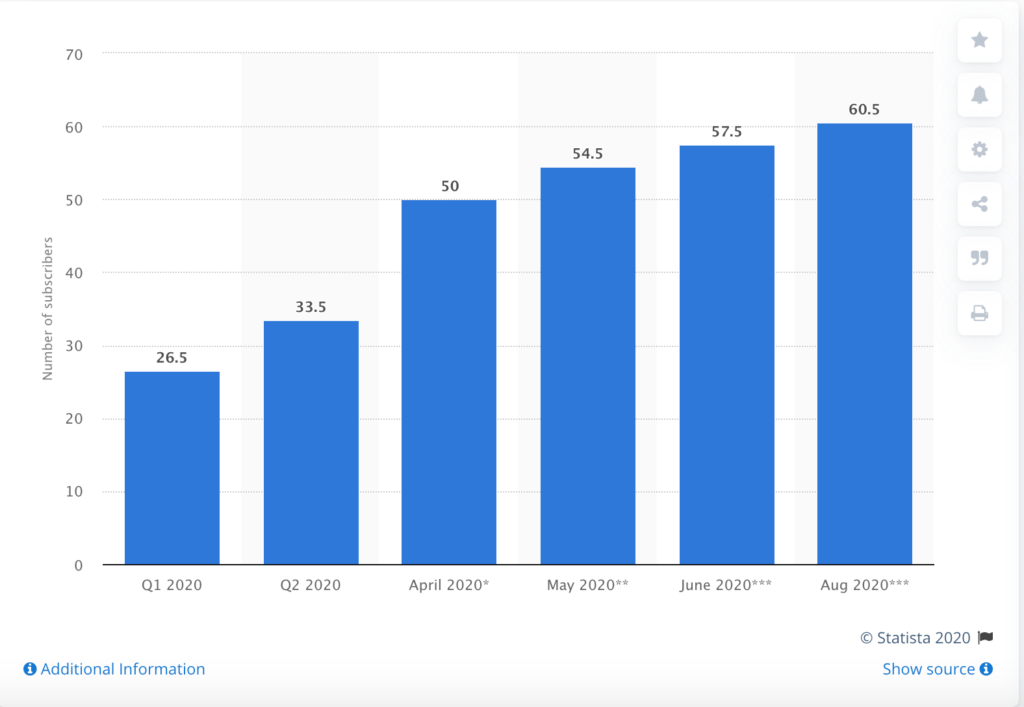 70
60
50
40
30
20
10
0
Number of subscribers
26.5
33.5
50
54.5
57.5
60.5
Q1 2020
Q2 2020
April 2020*
May 2020**
June 2020***
Aug 2020***
© Statista 2020
Additional Information
Show source